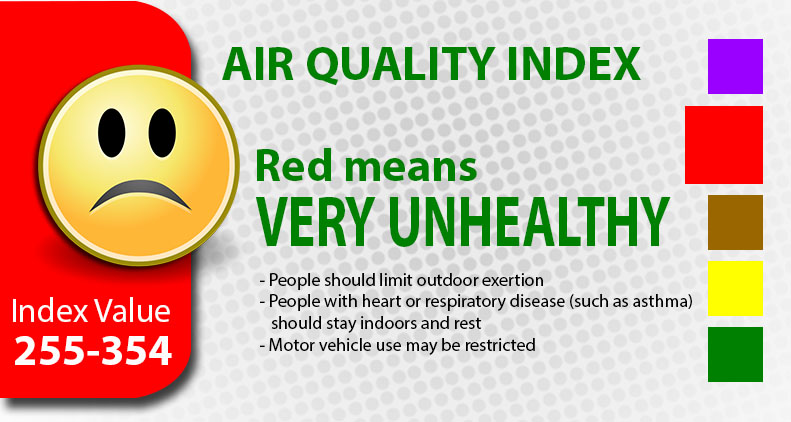 AIR QUALITY INDEX
Red means
VERY UNHEALTHY
- People should limit outdoor exertion
- People with heart or respiratory disease (such as asthma)
should stay indoors and rest
- Motor vehicle use may be restricted
Index Value
255-354